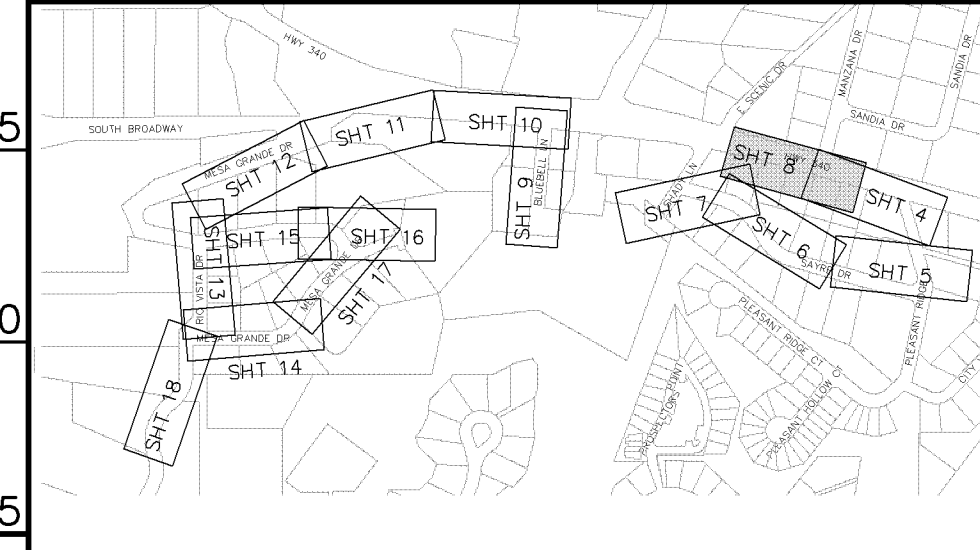 HWY 340
MANZANA DR
SANDIA DR
E SCENIC DR
SANDIA DR
SOUTH BROADWAY
5
SHT 10
SHT 11
BLUEBELL LN
MESA GRANDE DR
SHT 12
HWY 340
SHT 8
SHT 9
SHT 7
SHT 4
SHT 6
SAYRE DR
SHT 5
SHT 15
SHT 16
SHT 13
RIO VISTA DR
MESA GRANDE
SHT 17
0
MESA GRANDE DR
SHT 14
PLEASANT RIDGE CT
PLEASANT RIDGE
CITY
SHT 18
PROSPECTORS POINT
PLEASANT HOLLOW CT
5